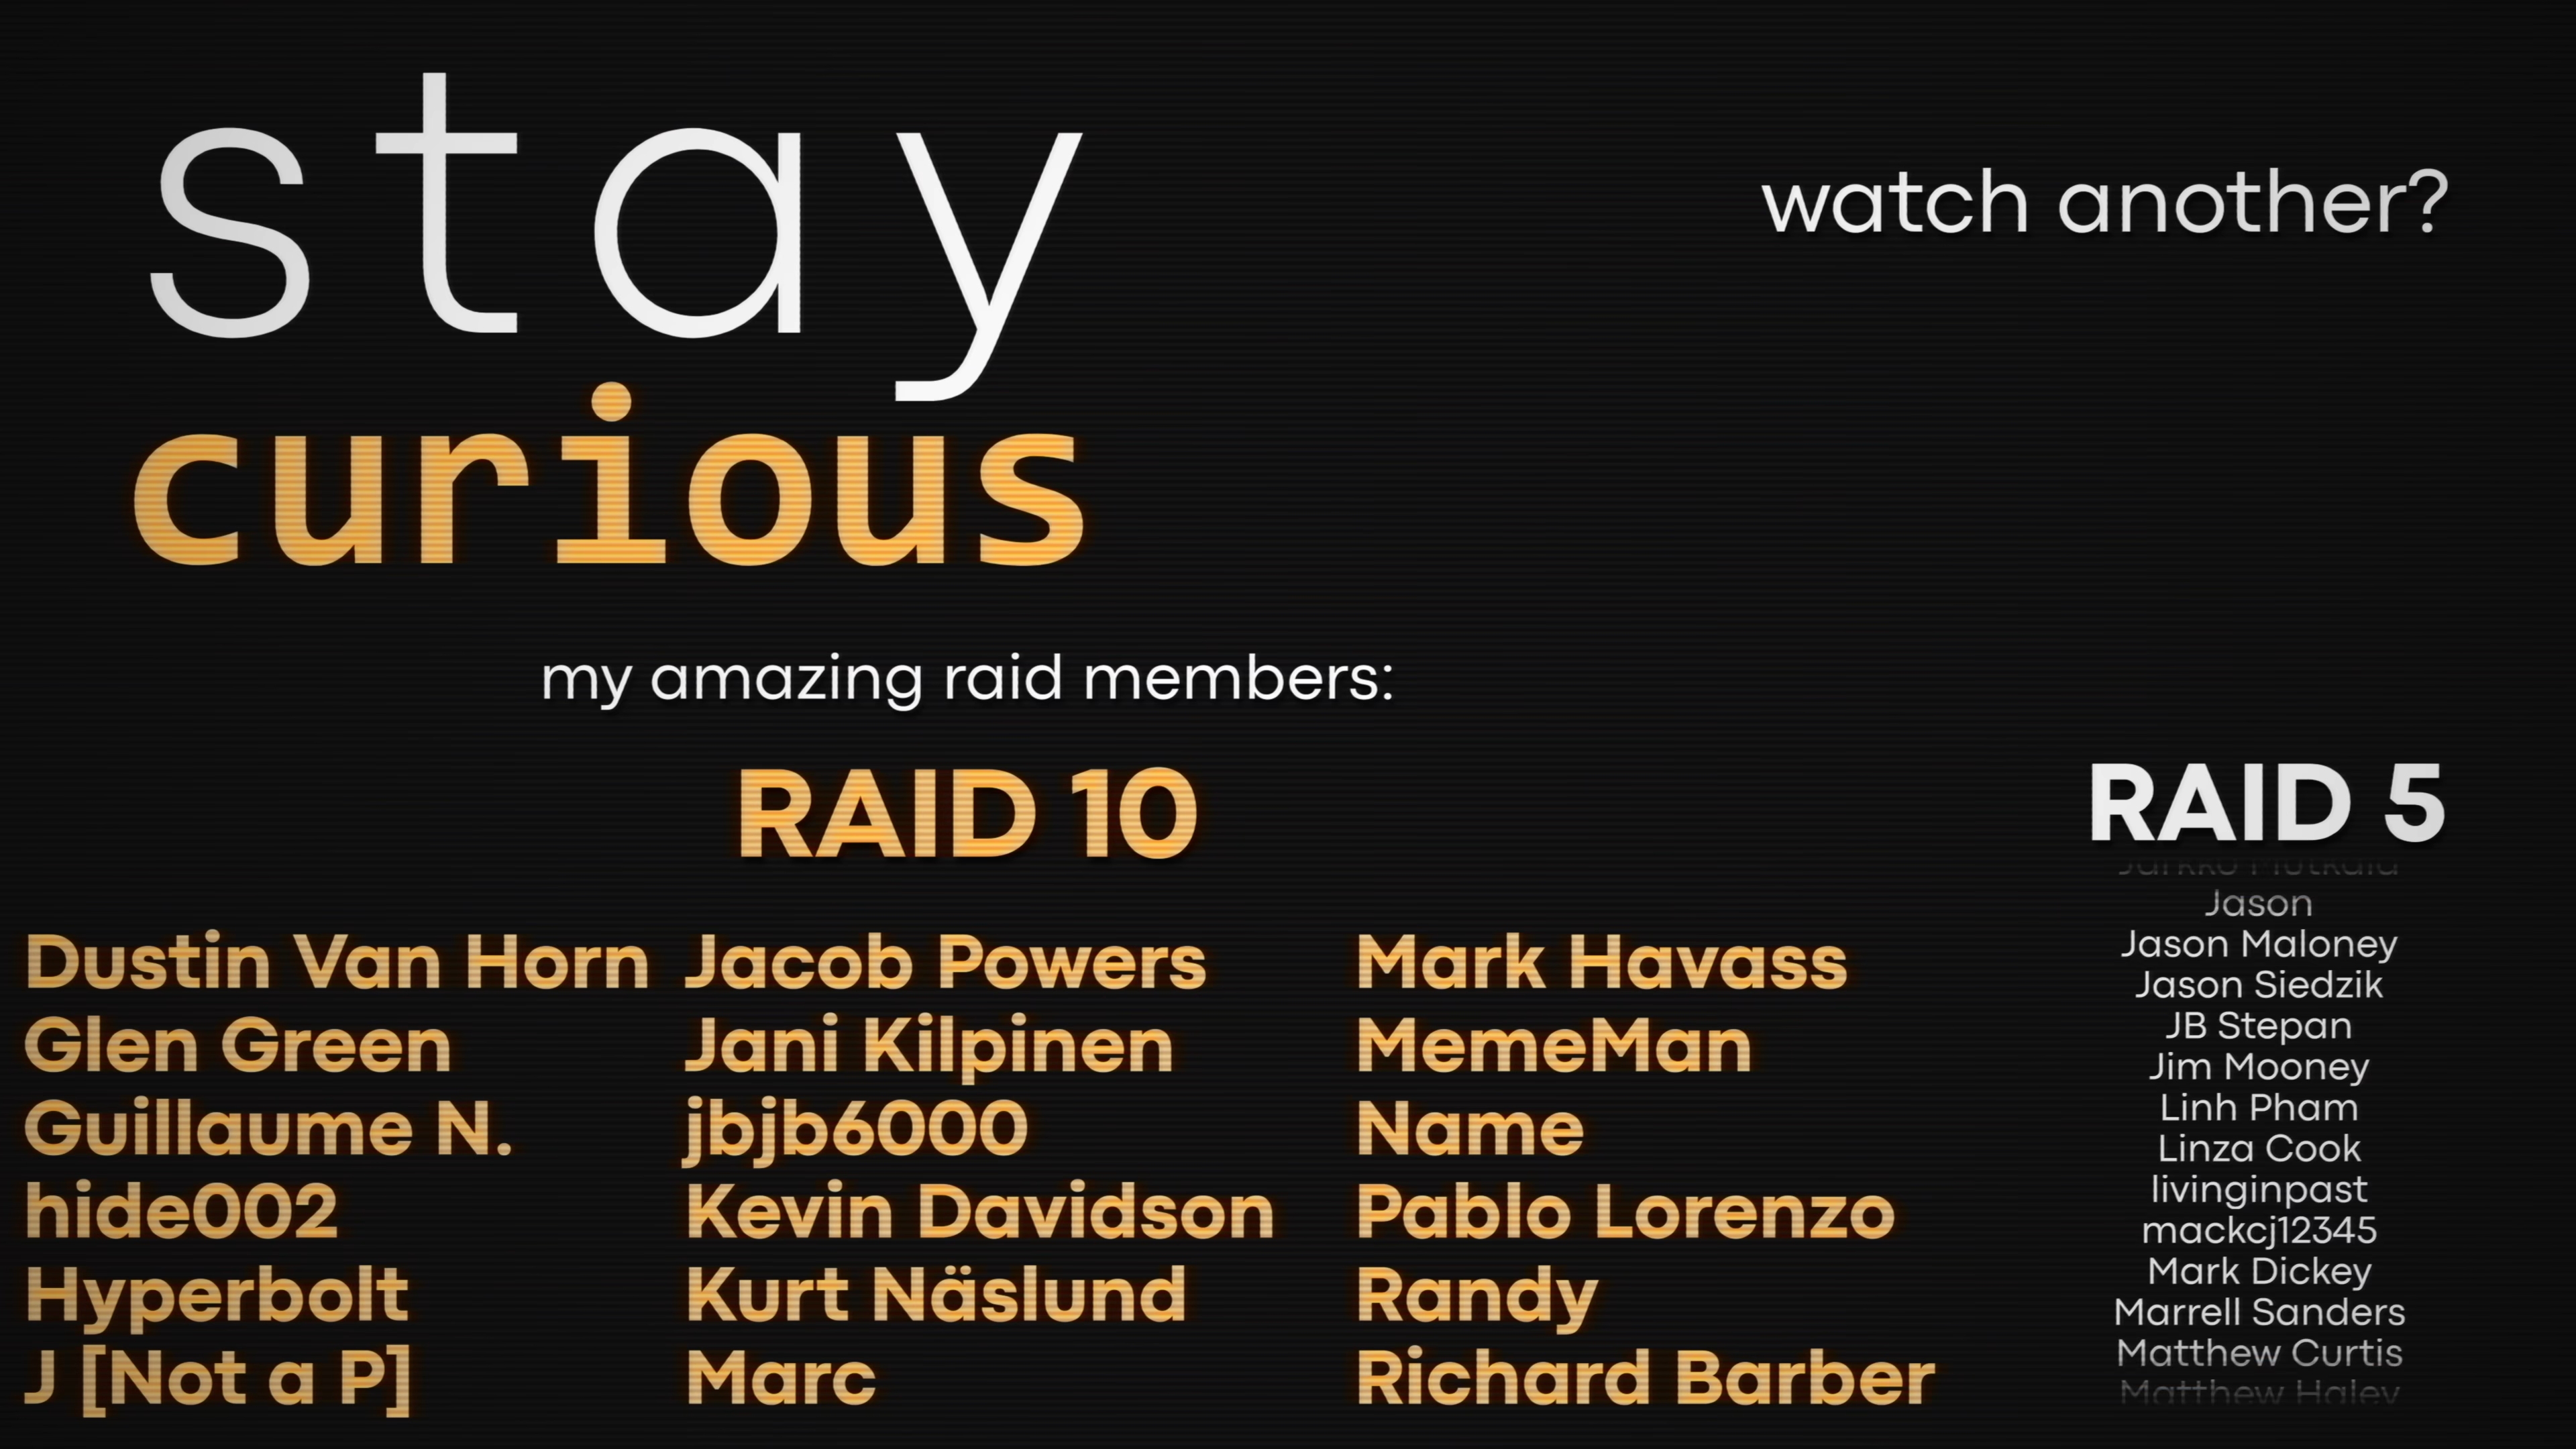 stay
curious
watch another?
my amazing raid members:
RAID 10
Dustin Van Horn
Glen Green
Guillaume N.
hide002
Hyperbolt
J [Not a P]
Jacob Powers
Jani Kilpinen
jbjb6000
Kevin Davidson
Kurt Näslund
Marc
Mark Havass
MemeMan
Name
Pablo Lorenzo
Randy
Richard Barber
RAID 5
Jason
Jason Maloney
Jason Siedzik
JB Stepan
Jim Mooney
Linh Pham
Linza Cook
livinginpast
mackcj12345
Mark Dickey
Marrell Sanders
Matthew Curtis
Matthew Haley